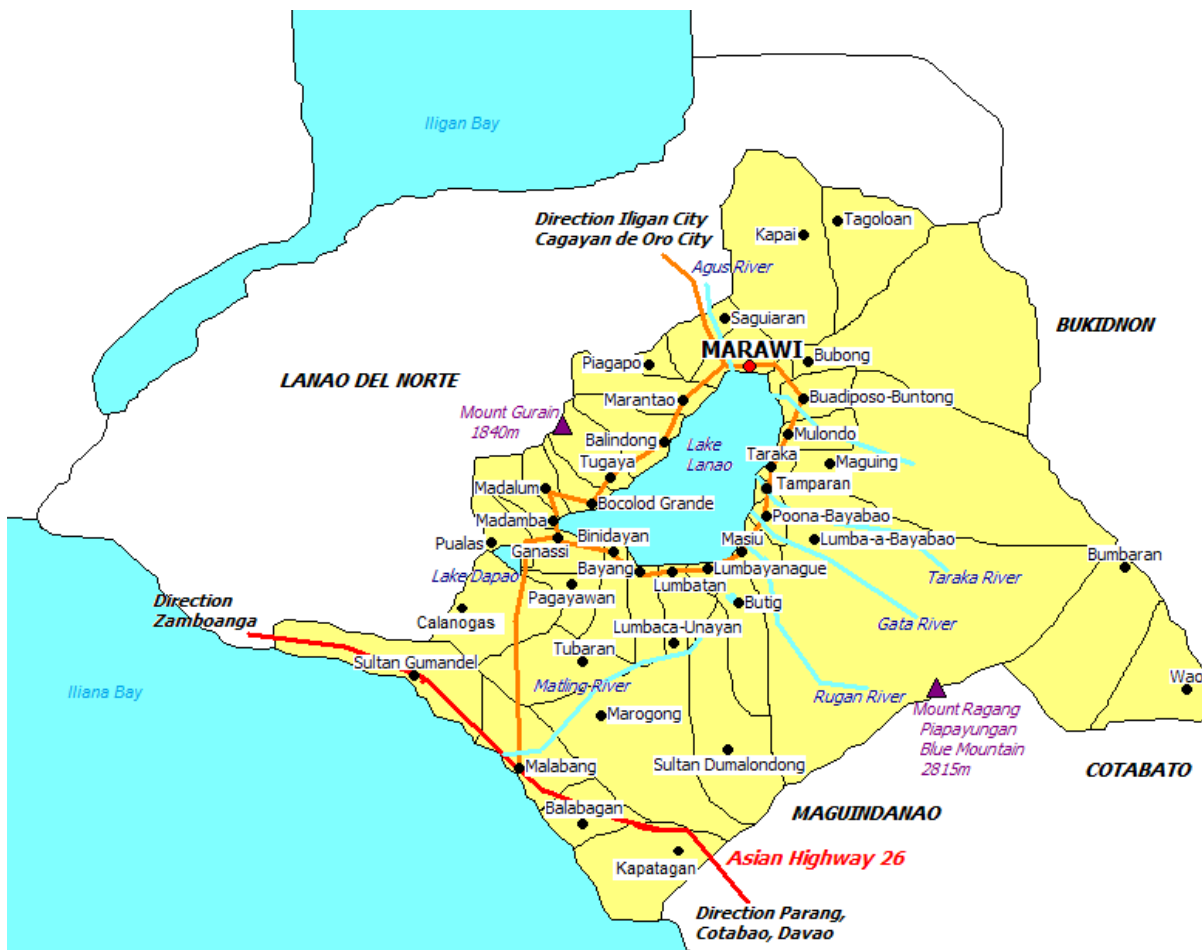 Iligan Bay
Direction Iligan City
Cagayan de Oro City
Tagoloan
Kapai
Agus River
Saguiaran
BUKIDNON
MARAWI
Bubong
Piagapo
LANAO DEL NORTE
Marantao
Buadiposo-Buntong
Mount Gurain
1840m
Balindong
Mulondo
Lake
Lanao
Taraka
Maguing
Tugaya
Tamparan
Madalum
Bocolod Grande
Poona-Bayabao
Madamba
Binidayan
Masiu
Lumba-a-Bayabao
Pualas
Ganassi
Bumbaran
Lake Dapao
Bayang
Lumbayanague
Taraka River
Pagayawan
Lumbatan
Direction
Zamboanga
Butig
Calanogas
Lumbaca-Unayan
Gata River
Tubaran
Sultan Gumandel
Wao
Iliana Bay
Matling River
Rugan River
Mount Ragang
Piapayungan
Blue Mountain
2815m
Marogong
Malabang
Sultan Dumalondong
COTABATO
Balabagan
MAGUINDANAO
Asian Highway 26
Kapatagan
Direction Parang,
Cotabao, Davao